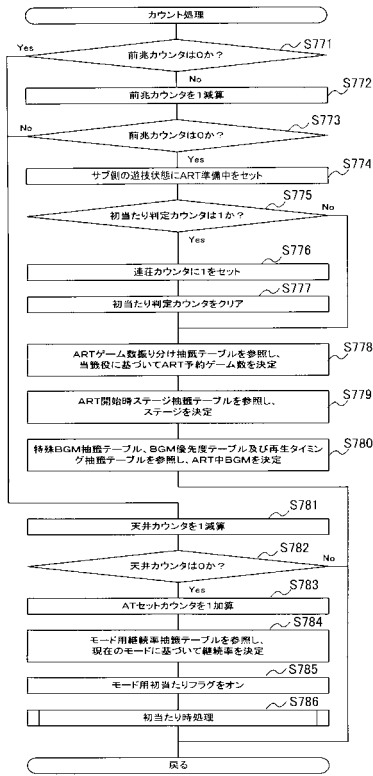 カウント処理
S771
前兆カウンタは0か？
Yes
No
S772
前兆カウンタを1減算
S773
No
前兆カウンタは0か？
Yes
S774
サブ側の遊技状態にART準備中をセット
S775
初当たり判定カウンタは1か？
No
Yes
S776
連荘カウンタに1をセット
S777
初当たり判定カウンタをクリア
S778
ARTゲーム数振り分け抽籤テーブルを参照し、
当籤役に基づいてART予約ゲーム数を決定
S779
ART開始時ステージ抽籤テーブルを参照し、
ステージを決定
S780
特殊BGM抽籤テーブル、BGM優先度テーブル及び再生タイミン
グ抽籤テーブルを参照し、ART中BGMを決定
S781
天井カウンタを1減算
S782
天井カウンタは0か？
No
Yes
S783
ATセットカウンタを1加算
S784
モード用継続率抽籤テーブルを参照し、
現在のモードに基づいて継続率を決定
S785
モード用初当たりフラグをオン
S786
初当たり時処理
戻る